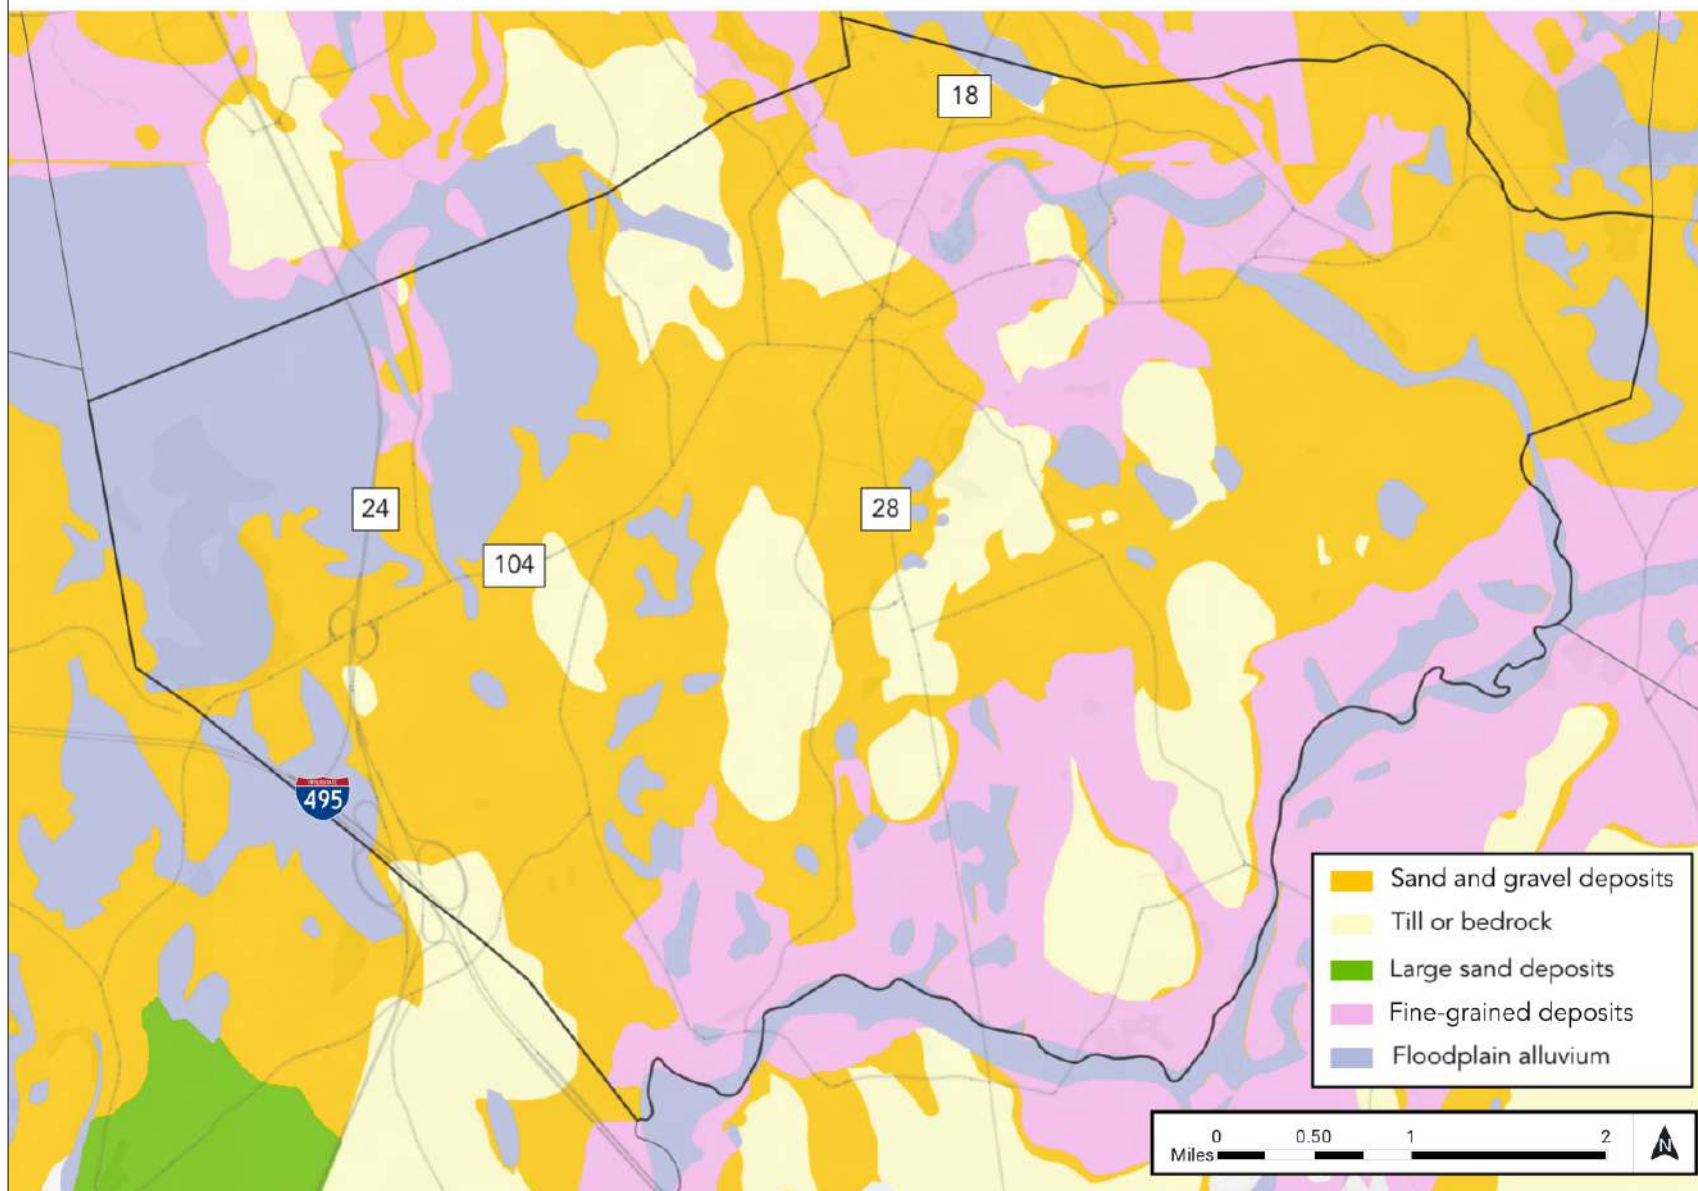 18
24
28
104
INTERSTATE
495
Sand and gravel deposits
Till or bedrock
Large sand deposits
Fine-grained deposits
Floodplain alluvium
0 0.50 1 2
Miles
N